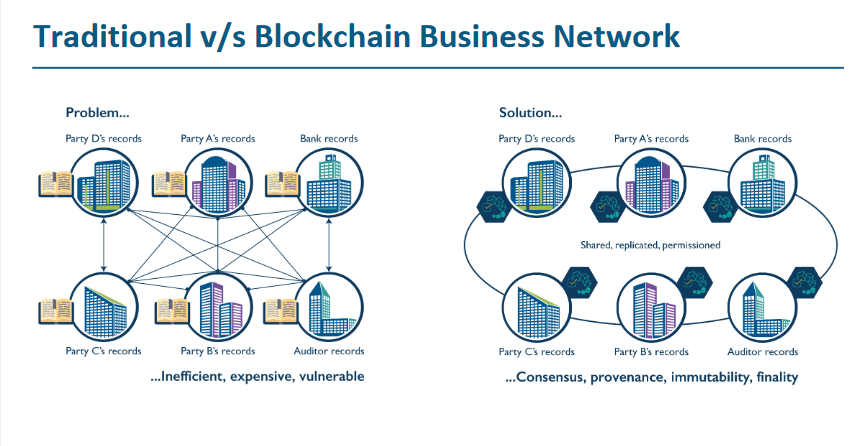 Traditional v/s Blockchain Business Network
Problem...
Party D's records
Party A's records
Bank records
Party C's records
Party B's records
Auditor records
...Inefficient, expensive, vulnerable
Solution...
Party D's records
Party A's records
Bank records
Shared, replicated, permissioned
Party C's records
Party B's records
Auditor records
...Consensus, provenance, immutability, finality